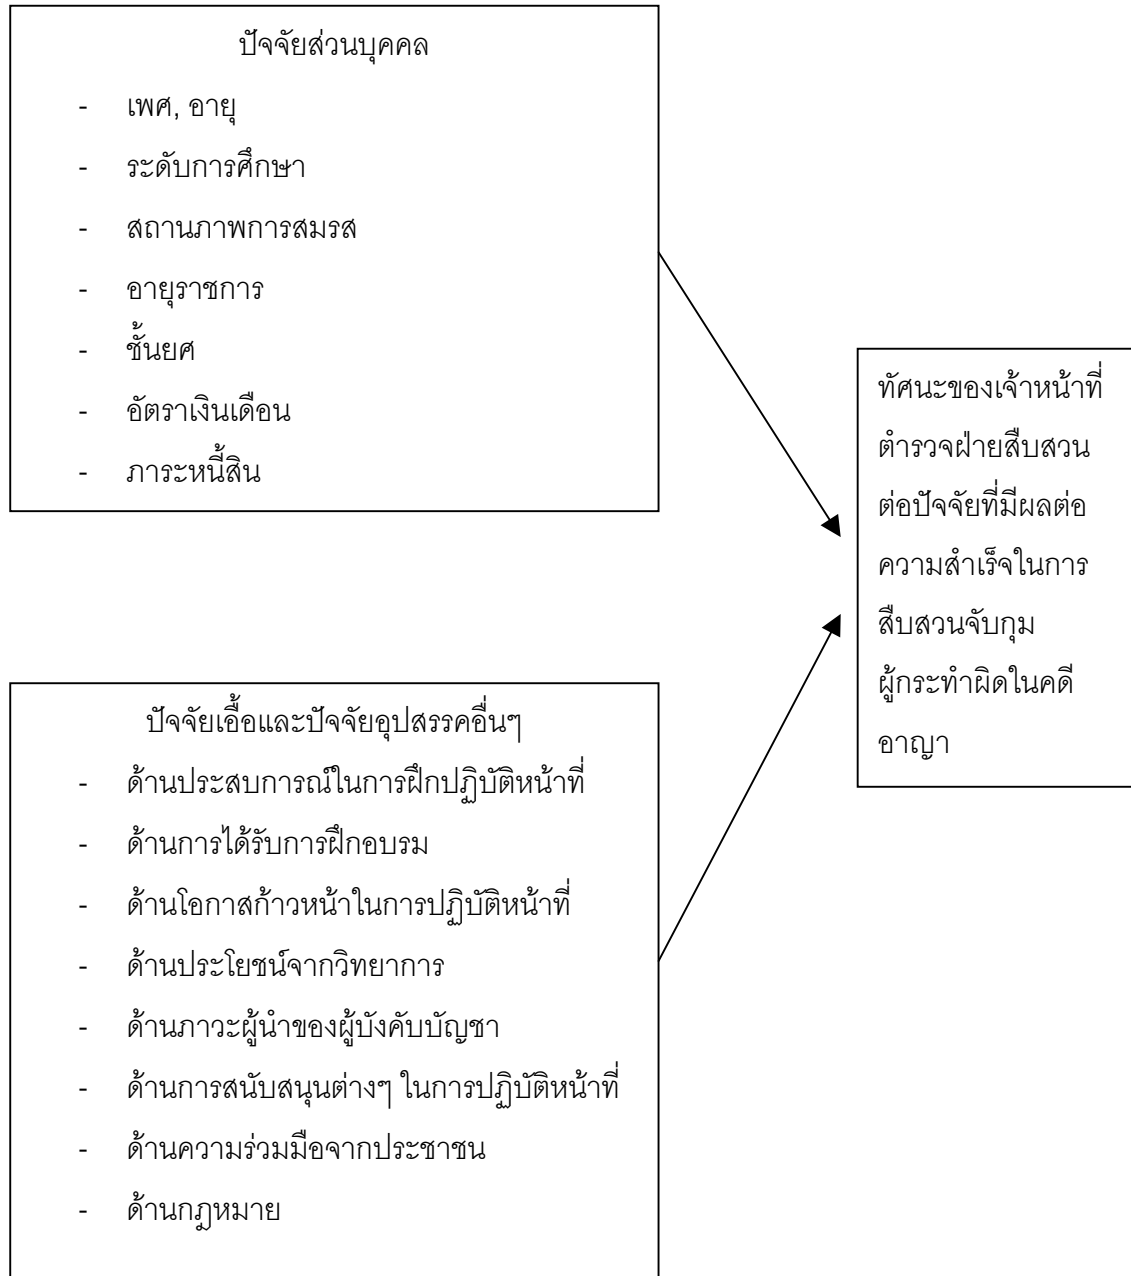 ปัจจัยส่วนบุคคล
- เพศ, อายุ
- ระดับการศึกษา
- สถานภาพการสมรส
- อายุราชการ
- ชั้นยศ
- อัตราเงินเดือน
- ภาระหนี้สิน
ทัศนะของเจ้าหน้าที่
ตำรวจฝ่ายสืบสวน
ต่อปัจจัยที่มีผลต่อ
ความสำเร็จในการ
สืบสวนจับกุม
ผู้กระทำผิดในคดี
อาญา
ปัจจัยเอื้อและปัจจัยอุปสรรคอื่นๆ
- ด้านประสบการณ์ในการฝึกปฏิบัติหน้าที่
- ด้านการได้รับการฝึกอบรม
- ด้านโอกาสก้าวหน้าในการปฏิบัติหน้าที่
- ด้านประโยชน์จากวิทยาการ
- ด้านภาวะผู้นำของผู้บังคับบัญชา
- ด้านการสนับสนุนต่างๆ ในการปฏิบัติหน้าที่
- ด้านความร่วมมือจากประชาชน
- ด้านกฎหมาย